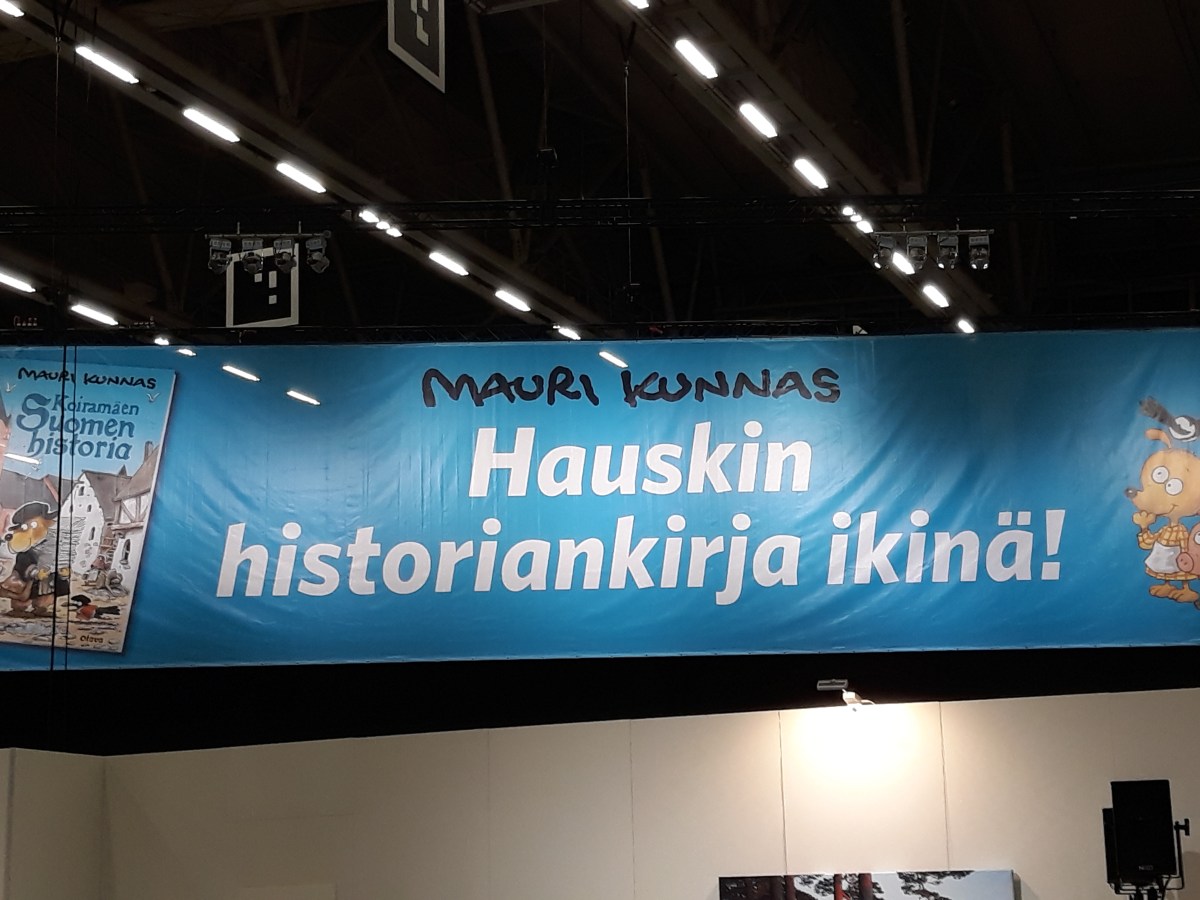 MAURI KUNNAS
Koiramäen
Suomen
historia
Otava
MAURI KUNNAS
Hauskin
historiankirja ikinä!